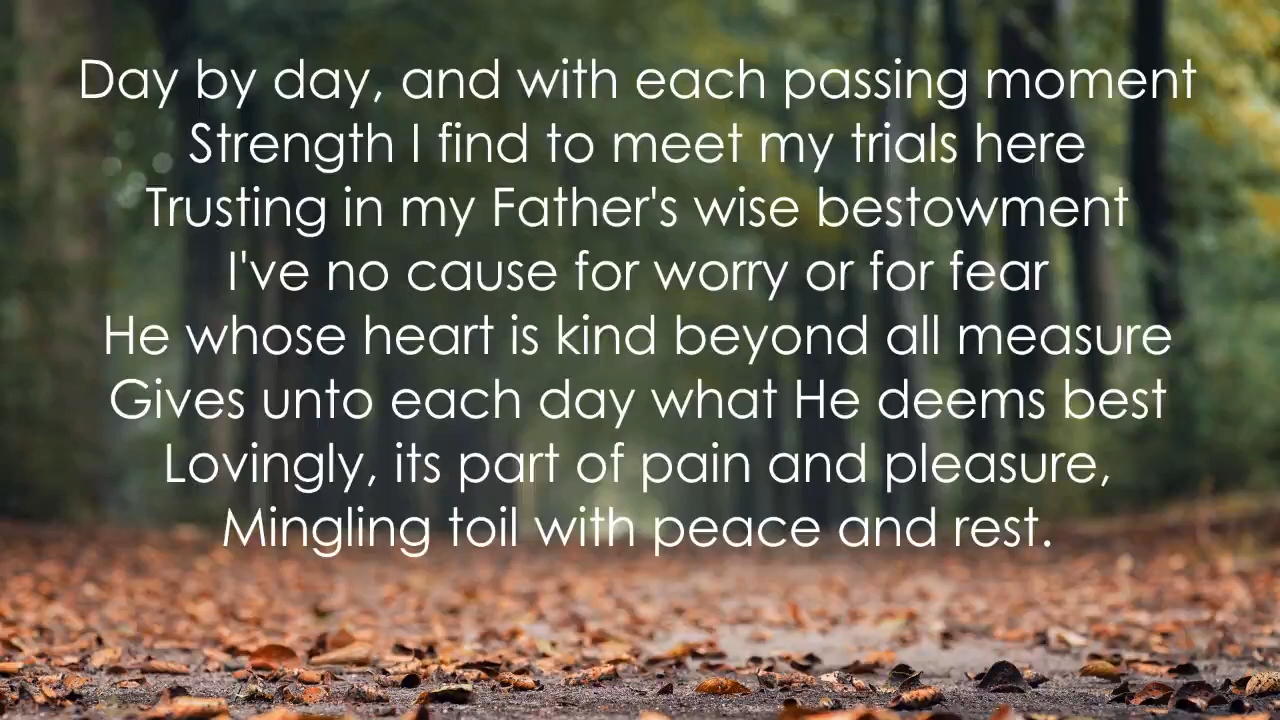 Day by day, and with each passing moment
Strength I find to meet my trials here
Trusting in my Father's wise bestowment
I've no cause for worry or for fear
He whose heart is kind beyond all measure
Gives unto each day what He deems best
Lovingly, its part of pain and pleasure,
Mingling toil with peace and rest.